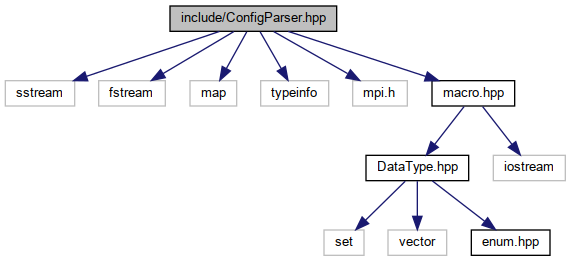 include/ConfigParser.hpp
sstream
fstream
map
typeinfo
mpi.h
macro.hpp
DataType.hpp
iostream
set
vector
enum.hpp